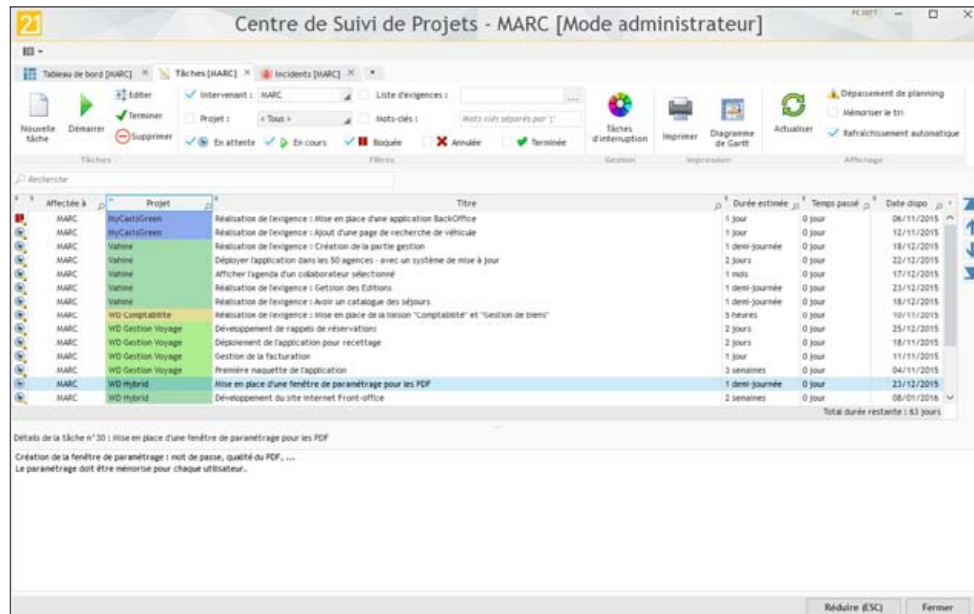 21
Centre de Suivi de Projets - MARC [Mode administrateur]
Tableau de bord [MARC] Tâches [MARC] Incidents [MARC]
Nouvelle tâche
Démarrer
Editer
Terminer
Supprimer
Tâches
Intervenant : MARC
Liste d'exigences : ...
Projet : < Tous >
Mots-clés : Mots clés séparés par ';'
En attente En cours Bloquée Annulée Terminée
Filtres
Tâches d'interruption
Gestion
Imprimer
Diagramme de Gantt
Impression
Actualiser
Dépaisement de planning
Mémoriser le tri
Rafraîchissement automatique
Affichage
Recherche
Affectée à Projet Titre Durée estimée Temps passé Date dispo
MARC MyCarIsGreen Réalisation de l'exigence : Mise en place d'une application BackOffice 1 jour 0 jour 06/11/2015
MARC MyCarIsGreen Réalisation de l'exigence : Ajout d'une page de recherche de véhicule 1 jour 0 jour 12/11/2015
MARC Vahiné Réalisation de l'exigence : Création de la partie gestion 1 demi-journée 0 jour 18/12/2015
MARC Vahiné Déployer l'application dans les 50 agences - avec un système de mise à jour 2 jours 0 jour 22/12/2015
MARC Vahiné Afficher l'agenda d'un collaborateur sélectionné 1 mois 0 jour 17/12/2015
MARC Vahiné Réalisation de l'exigence : Getsion des Editions 1 demi-journée 0 jour 23/12/2015
MARC Vahiné Réalisation de l'exigence : Avoir un catalogue des séjours 1 demi-journée 0 jour 18/12/2015
MARC WD Comptabilité Réalisation de l'exigence : Mise en place de la liaison "Comptabilité" et "Gestion de biens" 5 heures 0 jour 10/11/2015
MARC WD Gestion Voyage Développement de rappels de réservations 2 jours 0 jour 25/12/2015
MARC WD Gestion Voyage Déploiement de l'application pour recettage 2 jours 0 jour 18/11/2015
MARC WD Gestion Voyage Gestion de la facturation 1 jour 0 jour 11/11/2015
MARC WD Gestion Voyage Première maquette de l'application 3 semaines 0 jour 04/11/2015
MARC WD Hybrid Mise en place d'une fenêtre de paramétrage pour les PDF 1 demi-journée 0 jour 23/12/2015
MARC WD Hybrid Développement du site internet Front-office 2 semaines 0 jour 08/01/2016
Total durée restante : 63 jours
Détails de la tâche n°30 : Mise en place d'une fenêtre de paramétrage pour les PDF
Création de la fenêtre de paramétrage : mot de passe, qualité du PDF, ...
Le paramétrage doit être mémorisé pour chaque utilisateur.
Réduire (ESC) Fermer